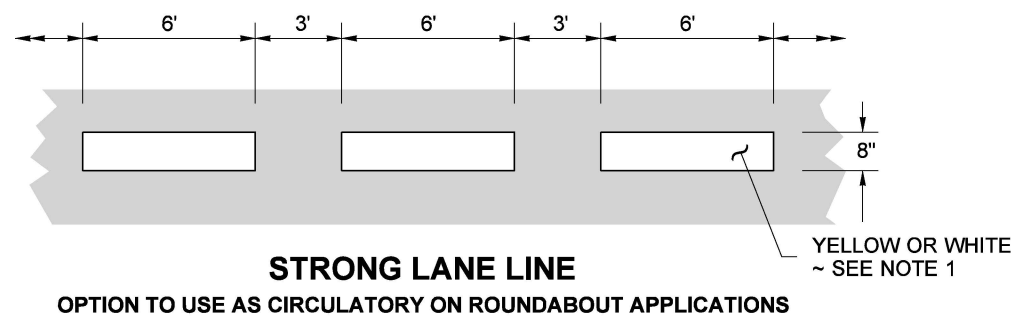 6' 3' 6' 3' 6'
8"
YELLOW OR WHITE
~ SEE NOTE 1
STRONG LANE LINE
OPTION TO USE AS CIRCULATORY ON ROUNDABOUT APPLICATIONS